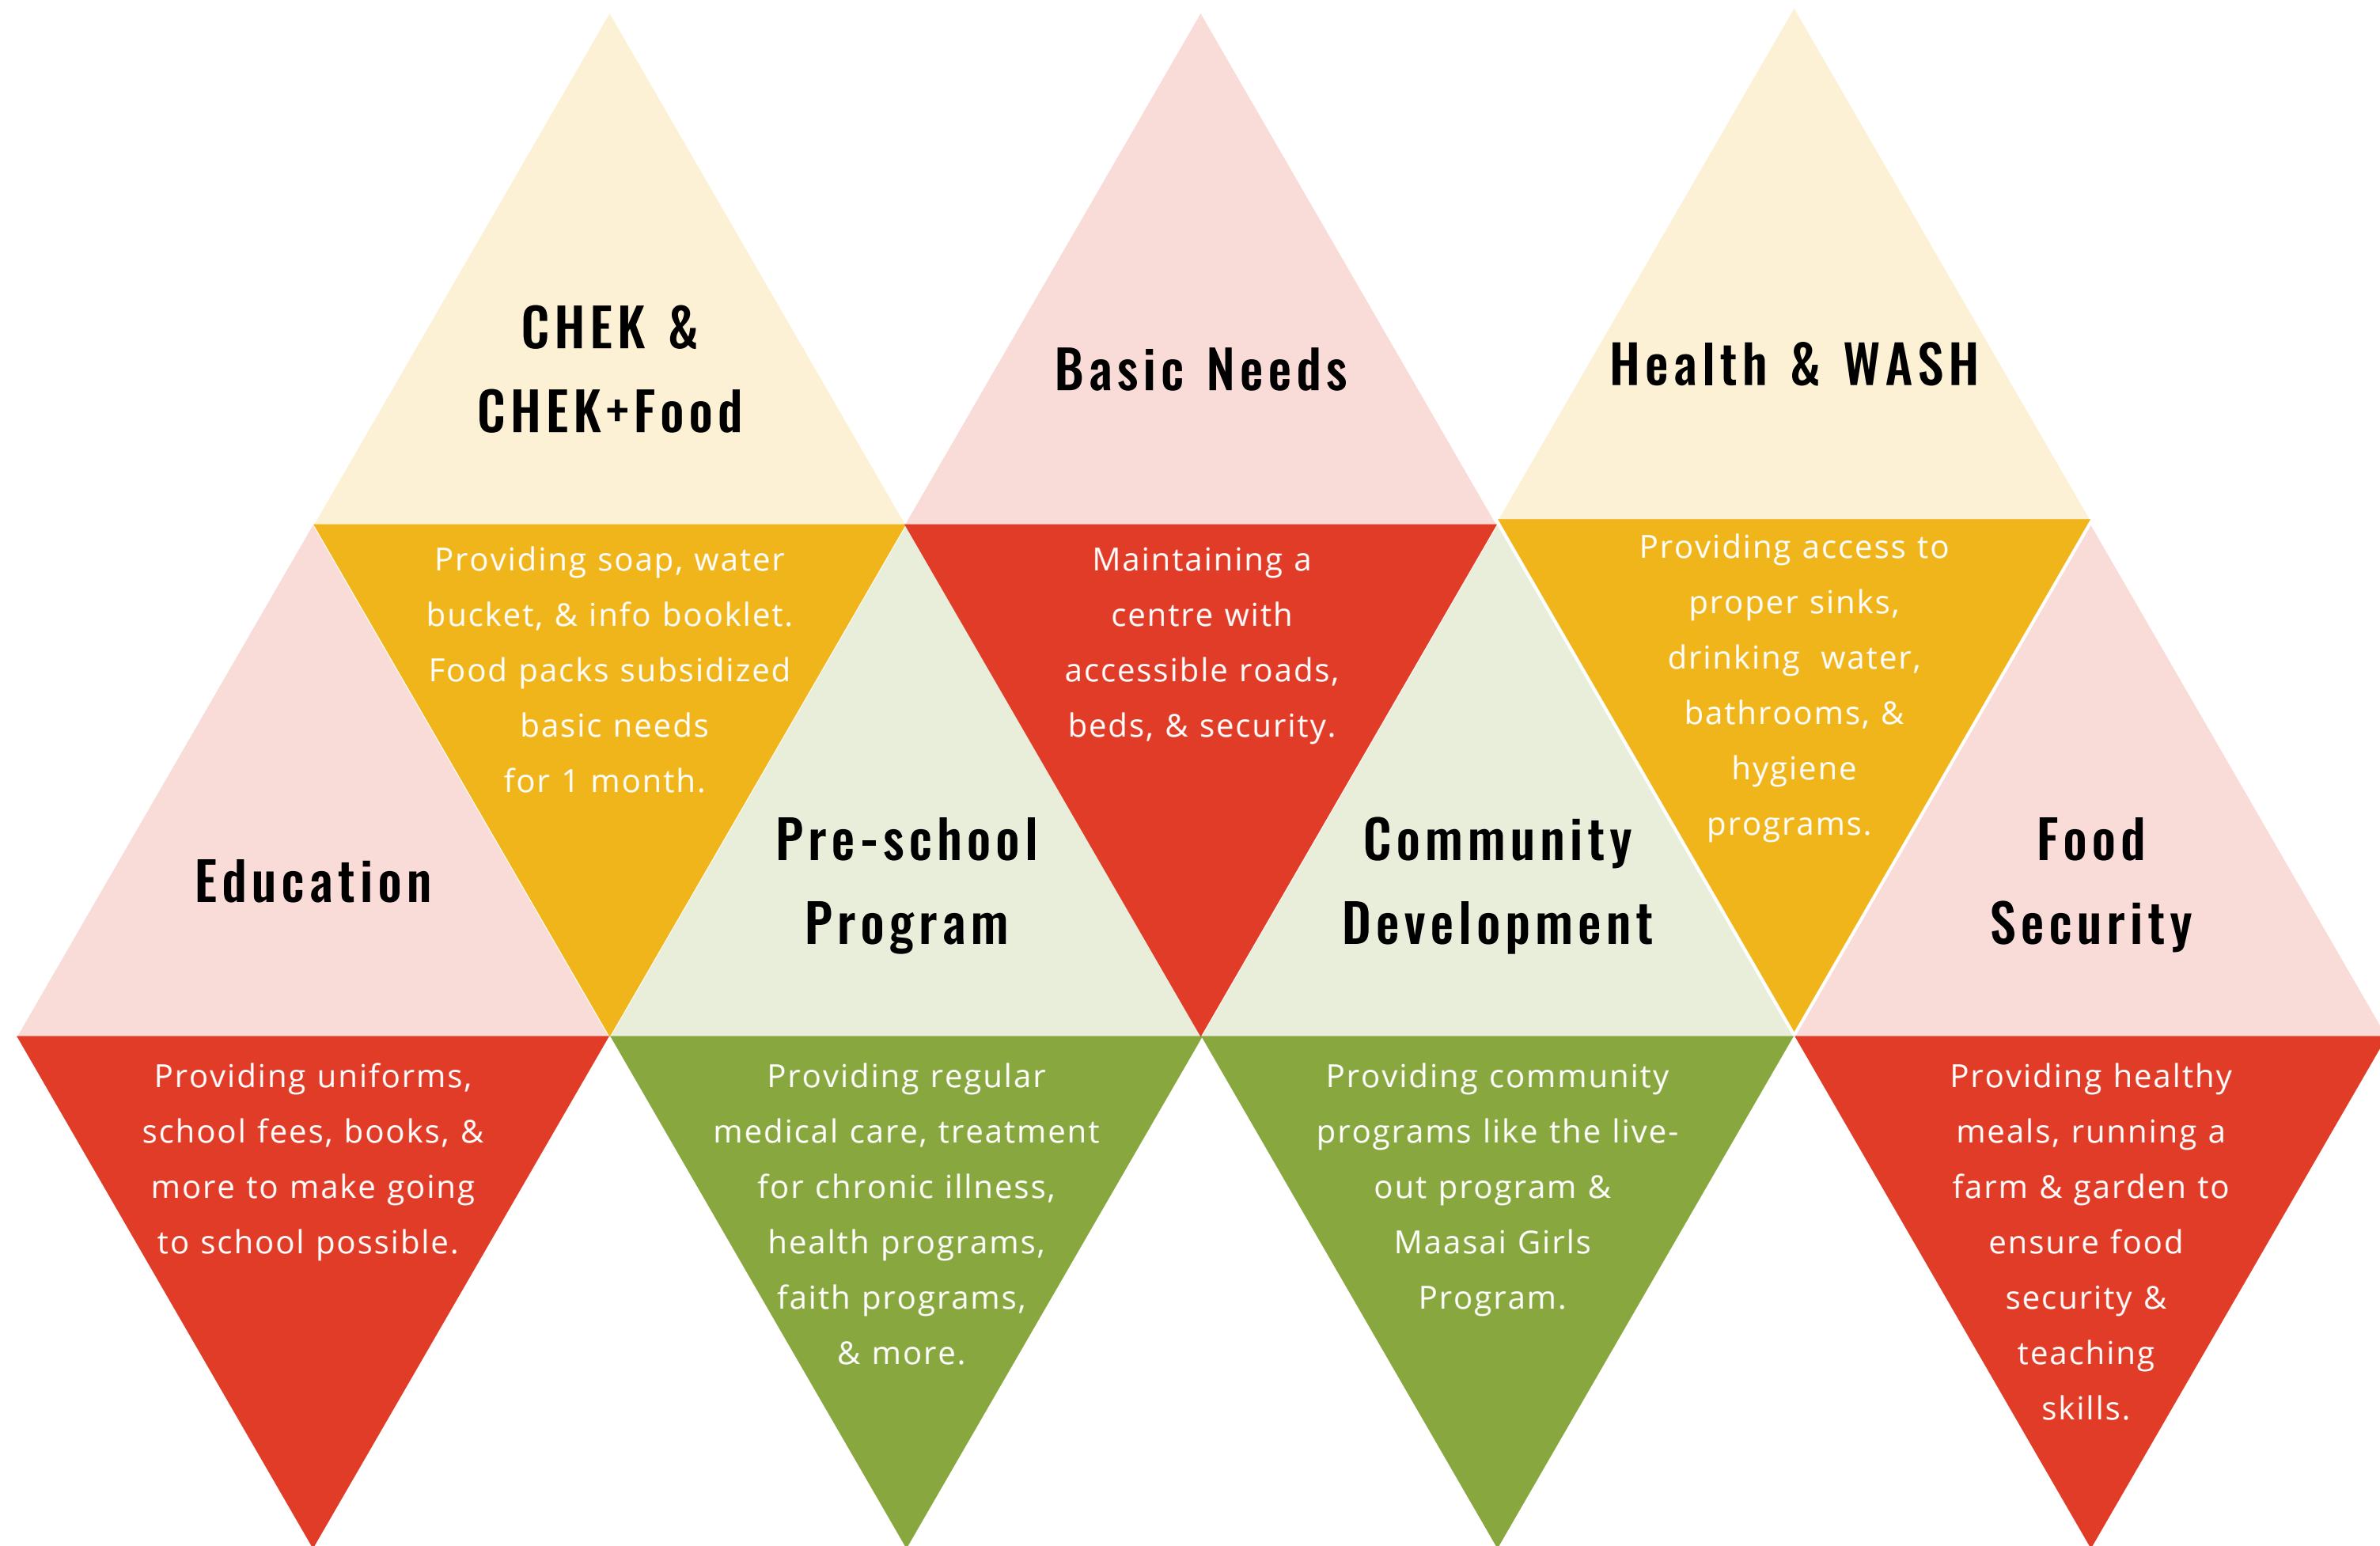 CHEK &
CHEK+Food
Providing soap, water
bucket, & info booklet.
Food packs subsidized
basic needs
for 1 month.
Basic Needs
Maintaining a
centre with
accessible roads,
beds, & security.
Health & WASH
Providing access to
proper sinks,
drinking  water,
bathrooms, &
hygiene
programs.
Education
Providing uniforms,
school fees, books, &
more to make going
to school possible.
Pre-school
Program
Providing regular
medical care, treatment
for chronic illness,
health programs,
faith programs,
& more.
Community
Development
Providing community
programs like the live-
out program &
Maasai Girls
Program.
Food
Security
Providing healthy
meals, running a
farm & garden to
ensure food
security &
teaching
skills.